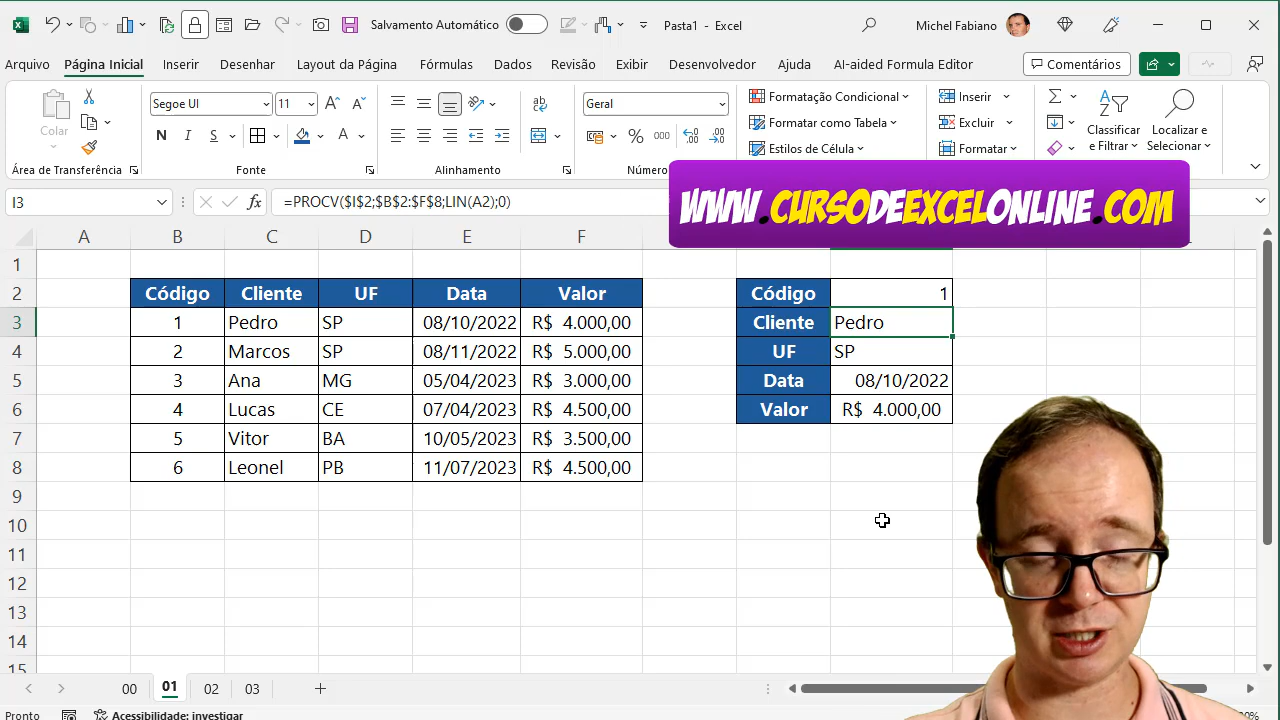 Salvamento Automático
Pasta1 - Excel
Michel Fabiano
Arquivo
Página Inicial
Inserir
Desenhar
Layout da Página
Fórmulas
Dados
Revisão
Exibir
Desenvolvedor
Ajuda
AI-aided Formula Editor
Comentários
Colar
Segoe UI
11
N
I
S
A
ab
Geral
%
000
Formatação Condicional
Formatar como Tabela
Estilos de Célula
Inserir
Excluir
Formatar
Classificar
e Filtrar
Localizar e
Selecionar
Área de Transferência
Fonte
Alinhamento
Número
WWW.CURSODEEXCELONLINE.COM
I3
fx
=PROCV($I$2;$B$2:$F$8;LIN(A2);0)
A B C D E F
1
2 Código Cliente UF Data Valor Código 1
3 1 Pedro SP 08/10/2022 R$ 4.000,00 Cliente Pedro
4 2 Marcos SP 08/11/2022 R$ 5.000,00 UF SP
5 3 Ana MG 05/04/2023 R$ 3.000,00 Data 08/10/2022
6 4 Lucas CE 07/04/2023 R$ 4.500,00 Valor R$ 4.000,00
7 5 Vitor BA 10/05/2023 R$ 3.500,00
8 6 Leonel PB 11/07/2023 R$ 4.500,00
9
10
11
12
13
14
15
00 01 02 03
Pronto
Acessibilidade: investigar